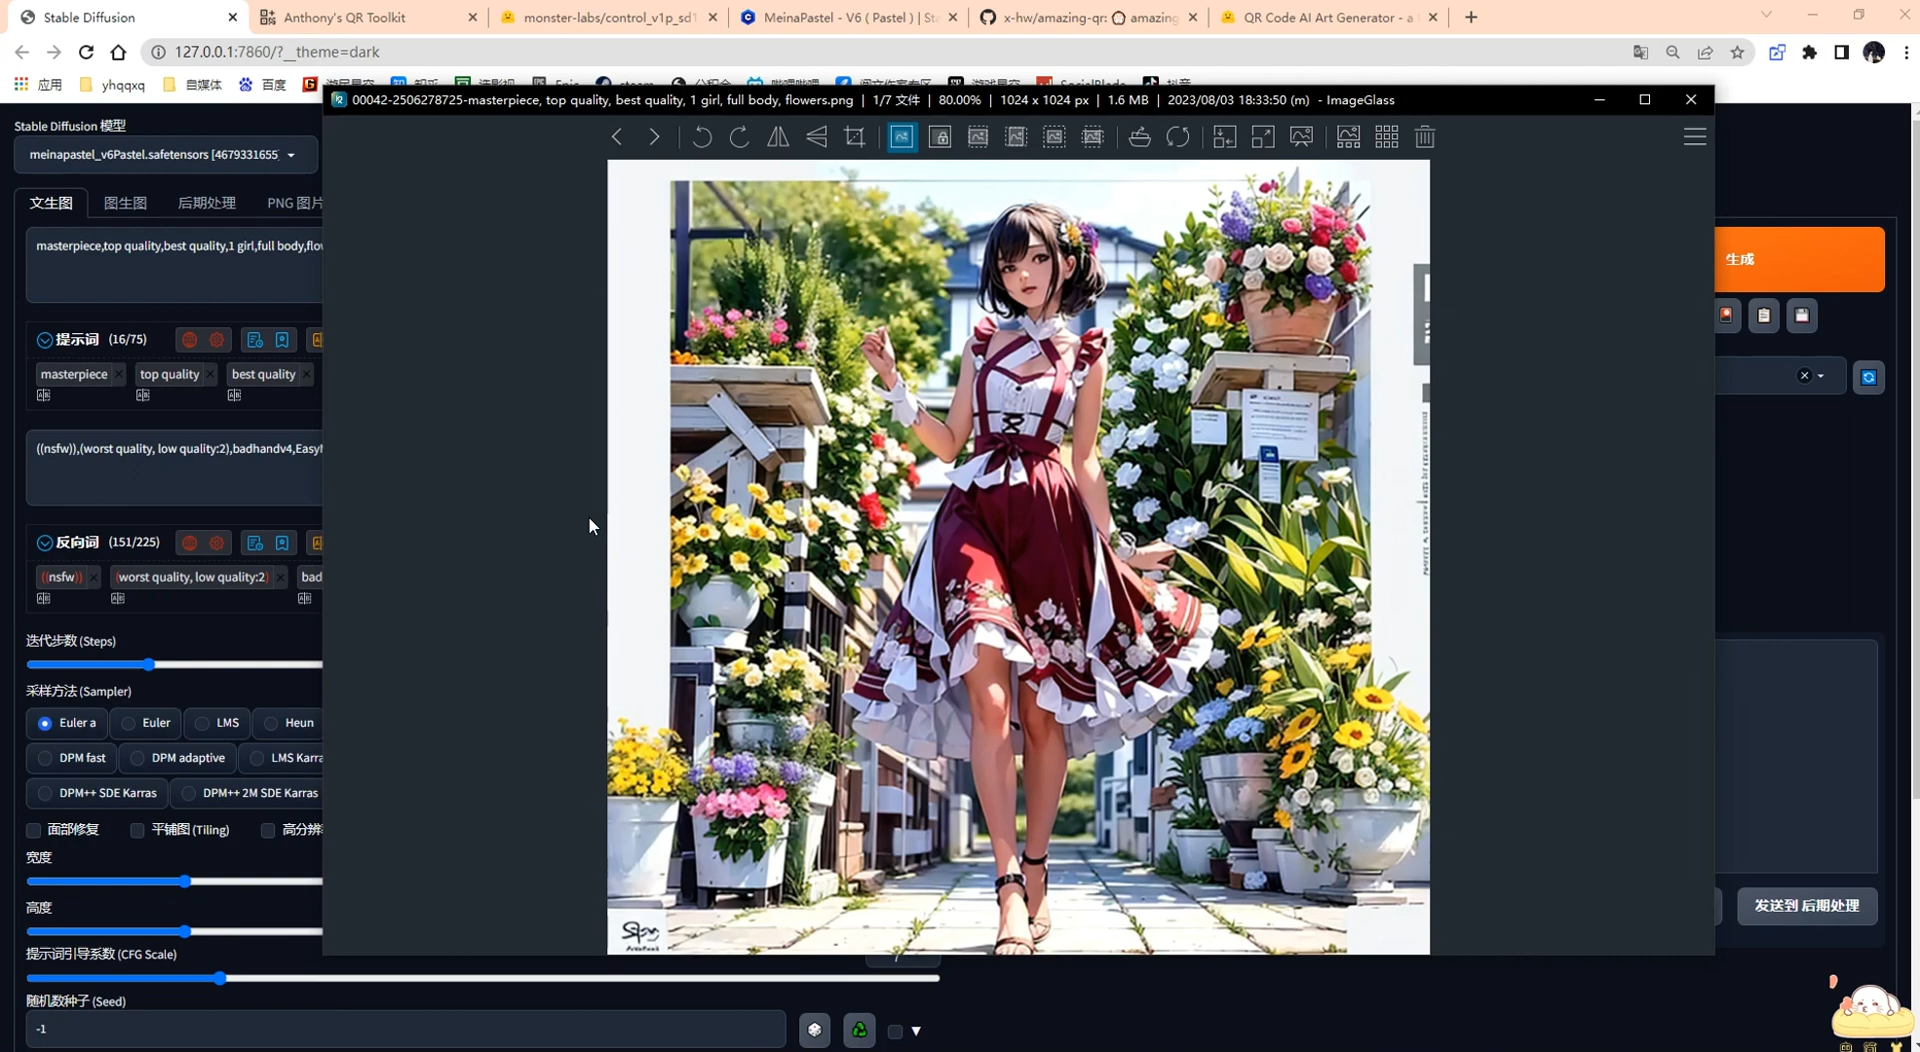 Stable Diffusion
Anthony's QR Toolkit
monster-labs/control_v1p_sd1
MeinaPastel - V6 ( Pastel ) | St
x-hw/amazing-qr:
amazing
QR Code AI Art Generator - a
127.0.0.1:7860/?__theme=dark
应用
yhqqxq
自媒体
百度
00042-2506278725-masterpiece, top quality, best quality, 1 girl, full body, flowers.png | 1/7 文件 | 80.00% | 1024 x 1024 px | 1.6 MB | 2023/08/03 18:33:50 (m) - ImageGlass
Stable Diffusion 模型
meinapastel_v6Pastel.safetensors [4679331655]
文生图
图生图
后期处理
PNG 图片
masterpiece,top quality,best quality,1 girl,full body,flow
生成
提示词 (16/75)
masterpiece
top quality
best quality
((nsfw)),(worst quality, low quality:2),badhandv4,Easy
反向词 (151/225)
((nsfw))
(worst quality, low quality:2)
bad
迭代步数 (Steps)
采样方法 (Sampler)
Euler a
Euler
LMS
Heun
DPM fast
DPM adaptive
LMS Karra
DPM++ SDE Karras
DPM++ 2M SDE Karras
面部修复
平铺图 (Tiling)
高分辨
宽度
高度
发送到 后期处理
提示词引导系数 (CFG Scale)
7
随机数种子 (Seed)
-1